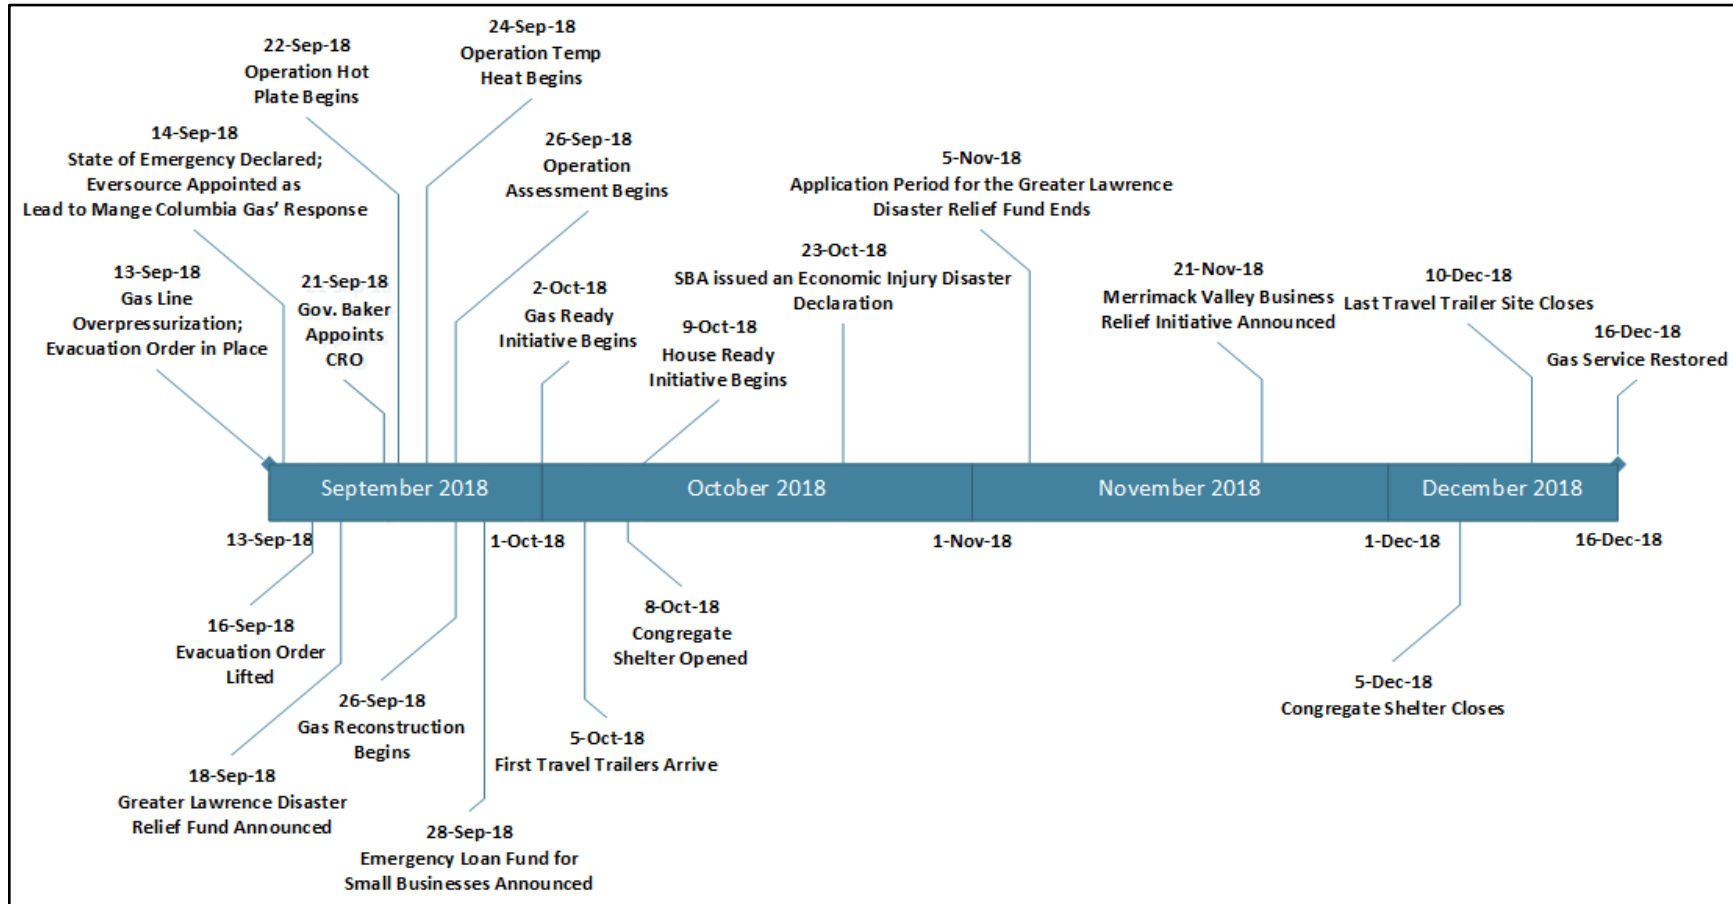 24-Sep-18
Operation Temp
Heat Begins
22-Sep-18
Operation Hot
Plate Begins
14-Sep-18
State of Emergency Declared;
Eversource Appointed as
Lead to Mange Columbia Gas' Response
26-Sep-18
Operation
Assessment Begins
5-Nov-18
Application Period for the Greater Lawrence
Disaster Relief Fund Ends
13-Sep-18
Gas Line
Overpressurization;
Evacuation Order in Place
21-Sep-18
Gov. Baker
Appoints
CRO
2-Oct-18
Gas Ready
Initiative Begins
23-Oct-18
SBA issued an Economic Injury Disaster
Declaration
9-Oct-18
House Ready
Initiative Begins
21-Nov-18
Merrimack Valley Business
Relief Initiative Announced
10-Dec-18
Last Travel Trailer Site Closes
16-Dec-18
Gas Service Restored
September 2018
October 2018
November 2018
December 2018
13-Sep-18
1-Oct-18
1-Nov-18
1-Dec-18
16-Dec-18
16-Sep-18
Evacuation Order
Lifted
8-Oct-18
Congregate
Shelter Opened
26-Sep-18
Gas Reconstruction
Begins
5-Dec-18
Congregate Shelter Closes
5-Oct-18
First Travel Trailers Arrive
18-Sep-18
Greater Lawrence Disaster
Relief Fund Announced
28-Sep-18
Emergency Loan Fund for
Small Businesses Announced